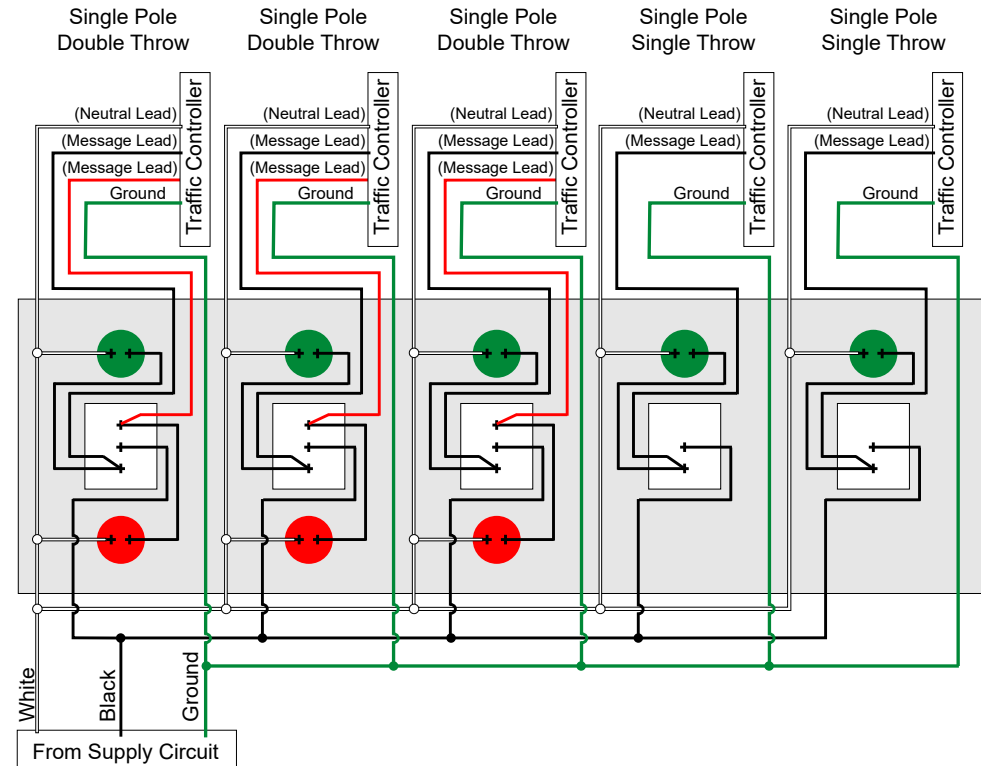 Single Pole
Double Throw
Single Pole
Double Throw
Single Pole
Double Throw
Single Pole
Single Throw
Single Pole
Single Throw
(Neutral Lead)
(Message Lead)
(Message Lead)
Ground
Traffic Controller
(Neutral Lead)
(Message Lead)
(Message Lead)
Ground
Traffic Controller
(Neutral Lead)
(Message Lead)
(Message Lead)
Ground
Traffic Controller
(Neutral Lead)
(Message Lead)
Ground
Traffic Controller
(Neutral Lead)
(Message Lead)
Ground
Traffic Controller
White
Black
Ground
From Supply Circuit